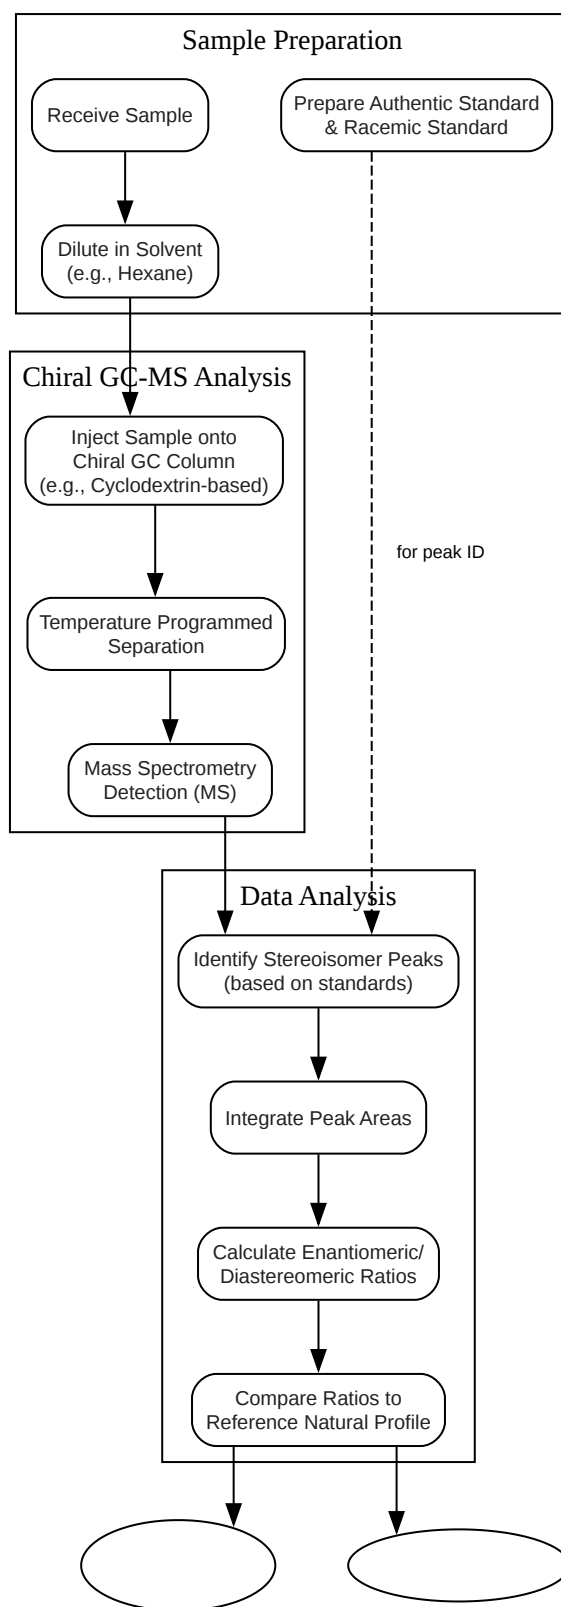 Sample Preparation
Receive Sample
Prepare Authentic Standard
& Racemic Standard
Dilute in Solvent
(e.g., Hexane)
Chiral GC-MS Analysis
Inject Sample onto
Chiral GC Column
(e.g., Cyclodextrin-based)
for peak ID
Temperature Programmed
Separation
Mass Spectrometry
Detection (MS)
Data Analysis
Identify Stereoisomer Peaks
(based on standards)
Integrate Peak Areas
Calculate Enantiomeric/
Diastereomeric Ratios
Compare Ratios to
Reference Natural Profile